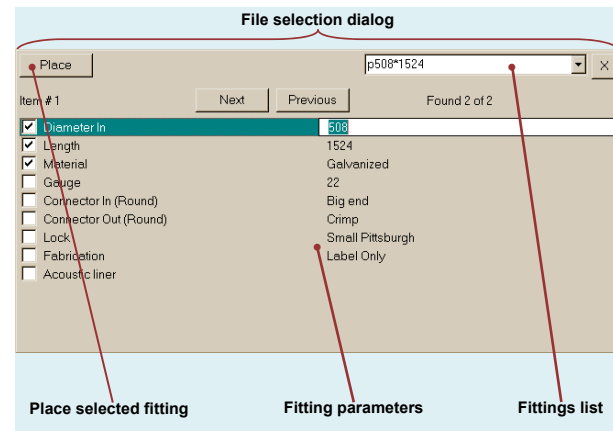 File selection dialog
Place p508*1524 X
Item # 1 Next Previous Found 2 of 2
Diameter In 508
Length 1524
Material Galvanized
Gauge 22
Connector In (Round) Big end
Connector Out (Round) Crimp
Lock Small Pittsburgh
Fabrication Label Only
Acoustic liner
Place selected fitting Fitting parameters Fittings list